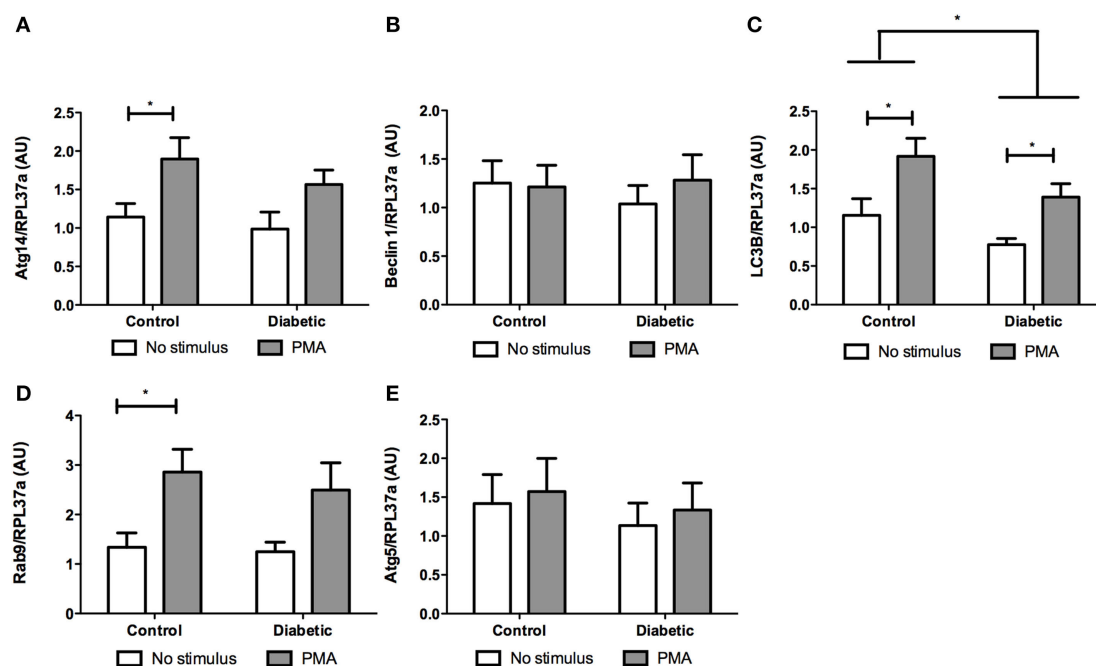 A
Atg14/RPL37a (AU)
2.5
2.0
1.5
1.0
0.5
0.0
*
Control Diabetic
No stimulus PMA
B
Beclin 1/RPL37a (AU)
2.0
1.5
1.0
0.5
0.0
Control Diabetic
No stimulus PMA
C
*
LC3B/RPL37a (AU)
2.5
2.0
1.5
1.0
0.5
0.0
*
*
Control Diabetic
No stimulus PMA
D
Rab9/RPL37a (AU)
4
3
2
1
0
*
Control Diabetic
No stimulus PMA
E
Atg5/RPL37a (AU)
2.5
2.0
1.5
1.0
0.5
0.0
Control Diabetic
No stimulus PMA